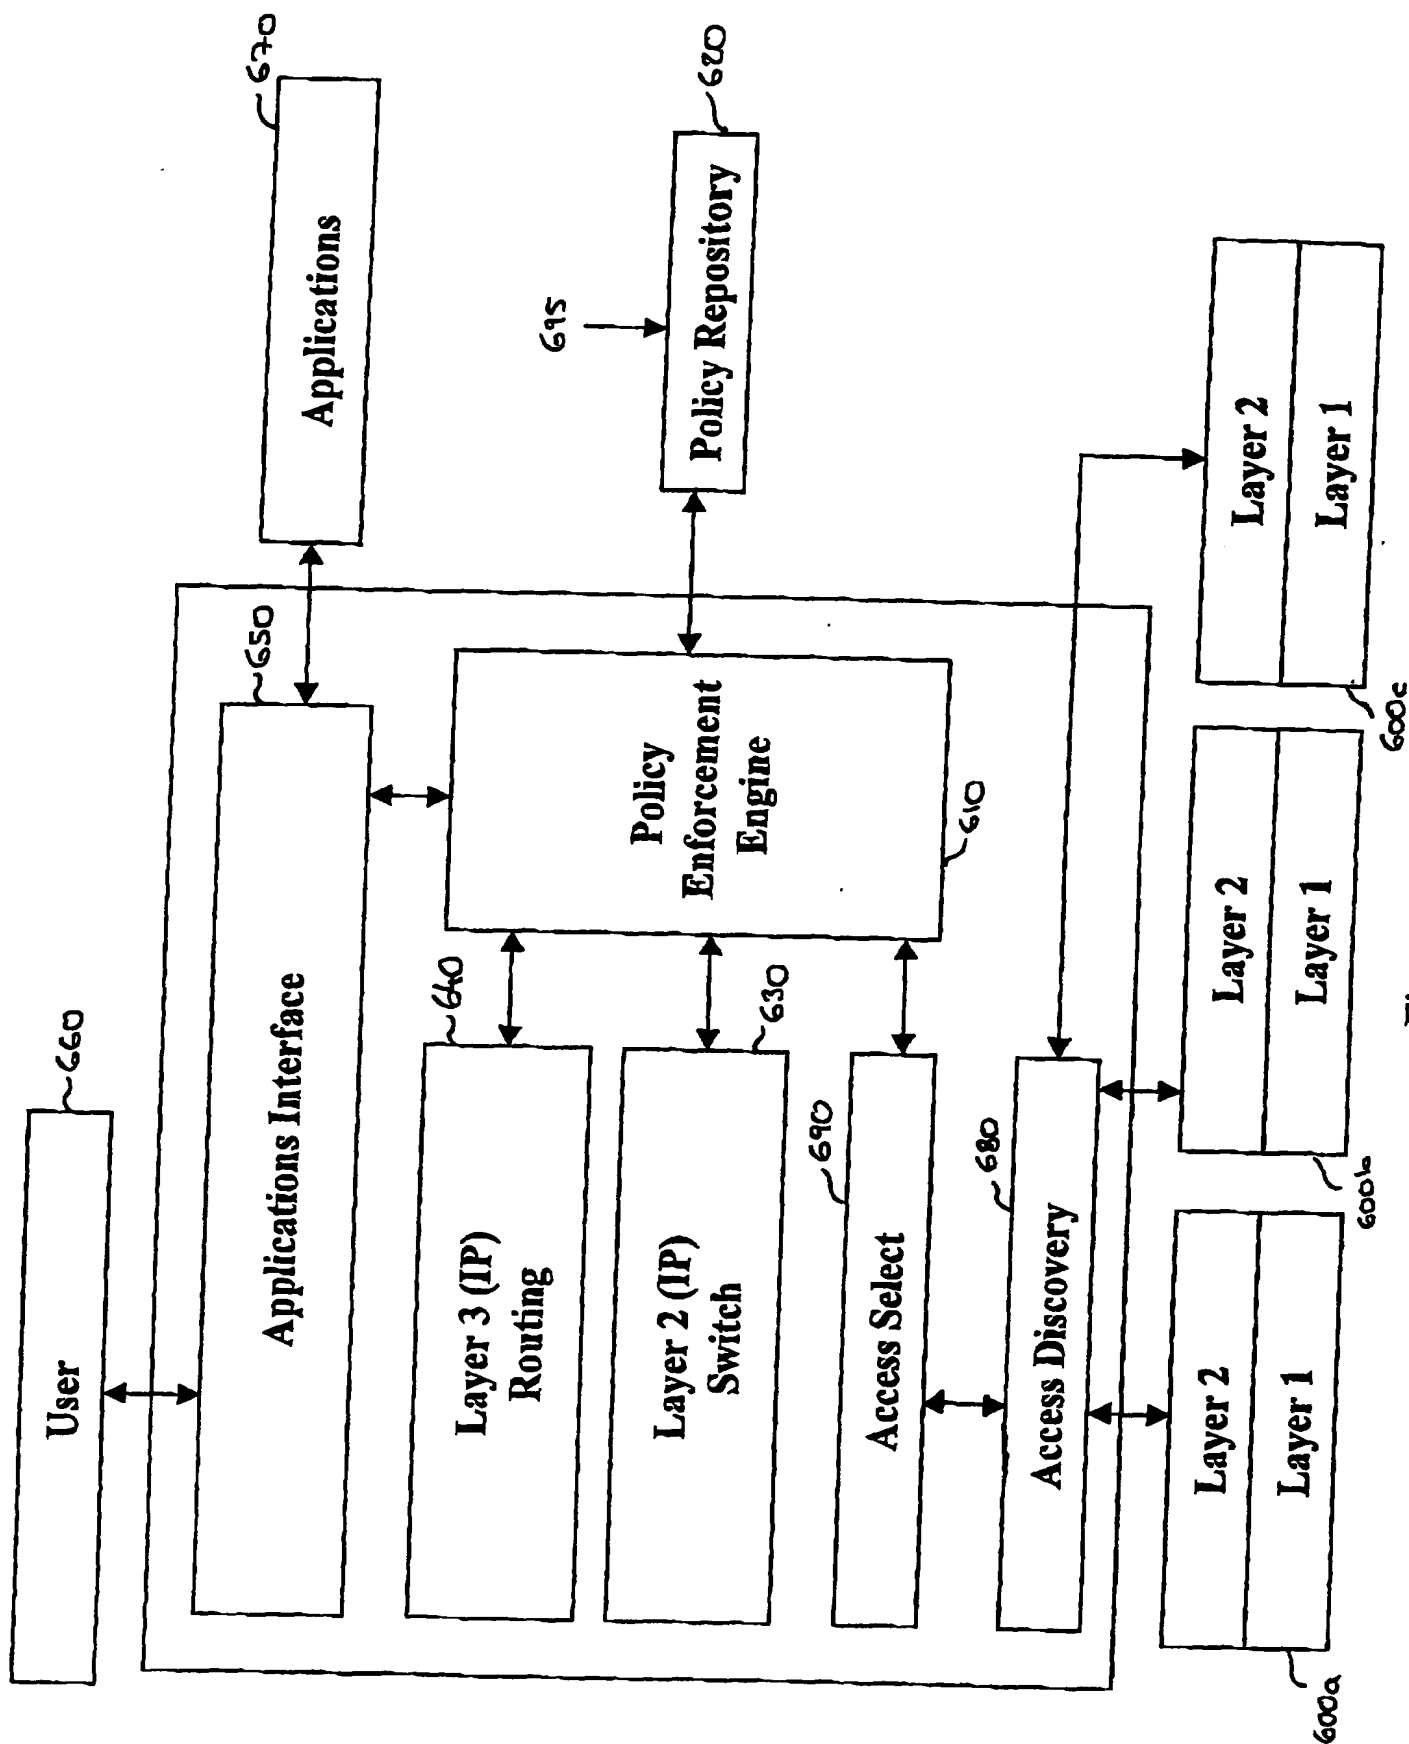 User
660
Applications
670
Applications Interface
650
Layer 3 (IP)
Routing
640
Policy
Enforcement
Engine
610
695
Policy Repository
620
Layer 2 (IP)
Switch
630
Access Select
690
Access Discovery
680
Layer 2
Layer 1
600a
Layer 2
Layer 1
600b
Layer 2
Layer 1
600c